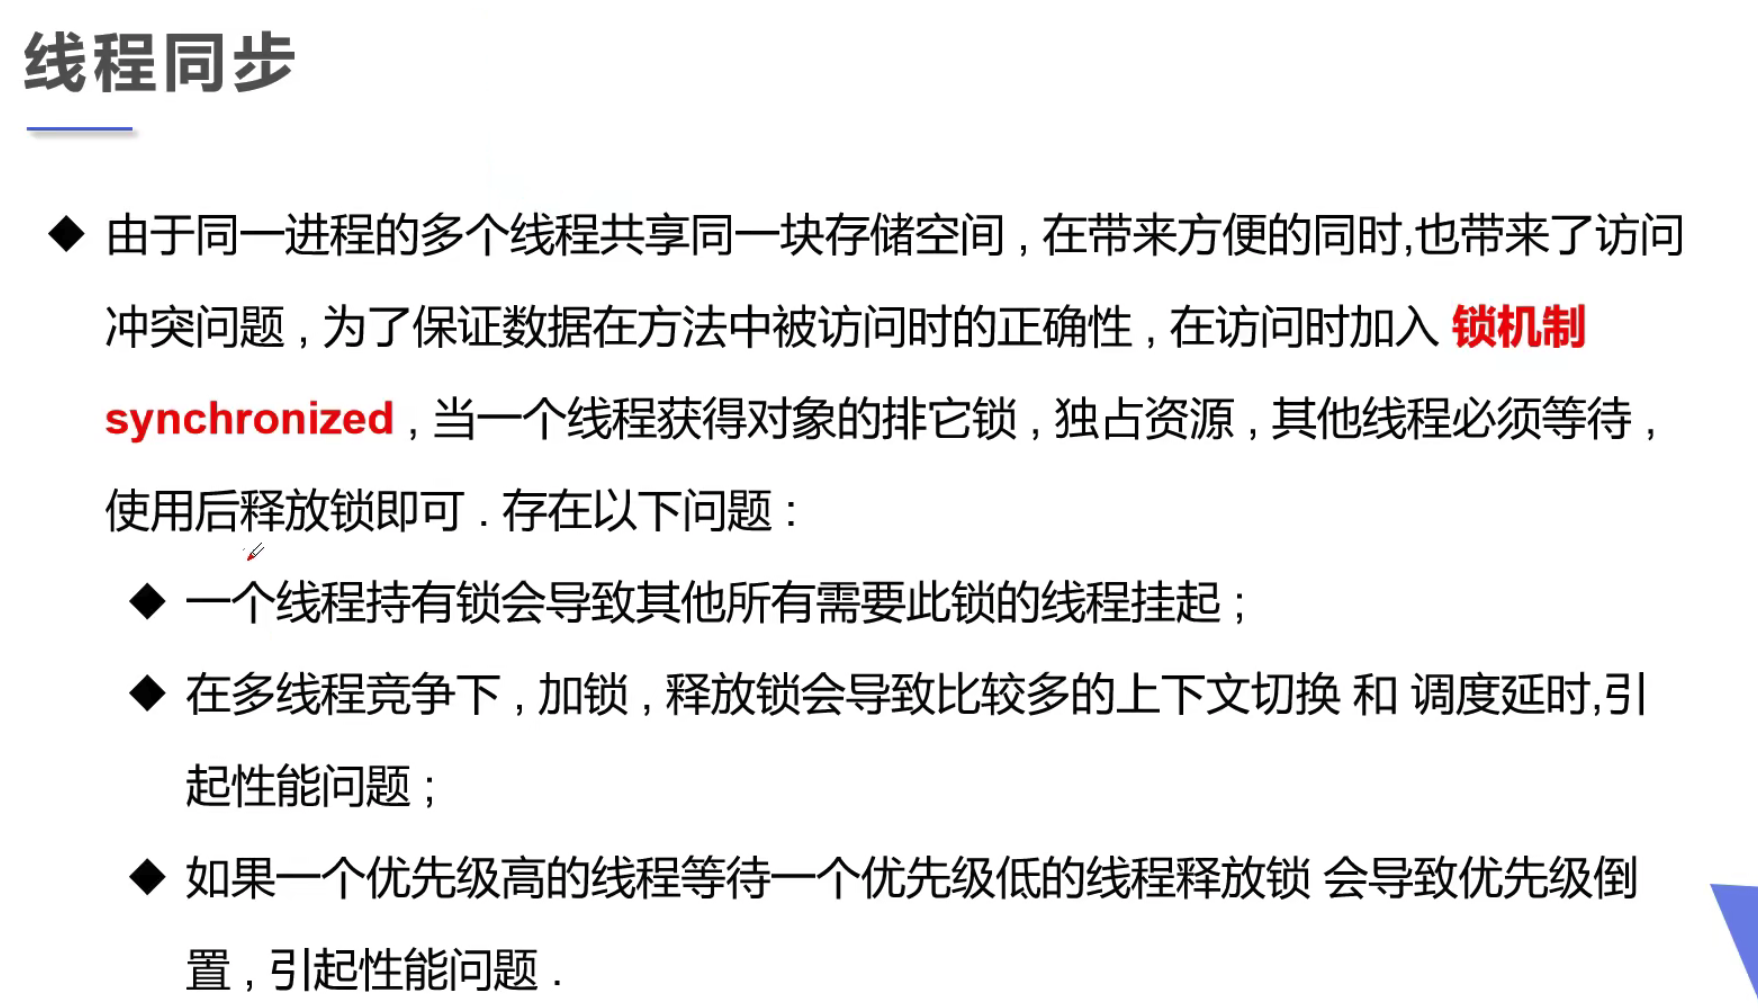 线程同步
由于同一进程的多个线程共享同一块存储空间 , 在带来方便的同时,也带来了访问
冲突问题 , 为了保证数据在方法中被访问时的正确性 , 在访问时加入 锁机制
synchronized , 当一个线程获得对象的排它锁 , 独占资源 , 其他线程必须等待 ,
使用后释放锁即可 . 存在以下问题 :
一个线程持有锁会导致其他所有需要此锁的线程挂起 ;
在多线程竞争下 , 加锁 , 释放锁会导致比较多的上下文切换 和 调度延时,引
起性能问题 ;
如果一个优先级高的线程等待一个优先级低的线程释放锁 会导致优先级倒
置 , 引起性能问题 .